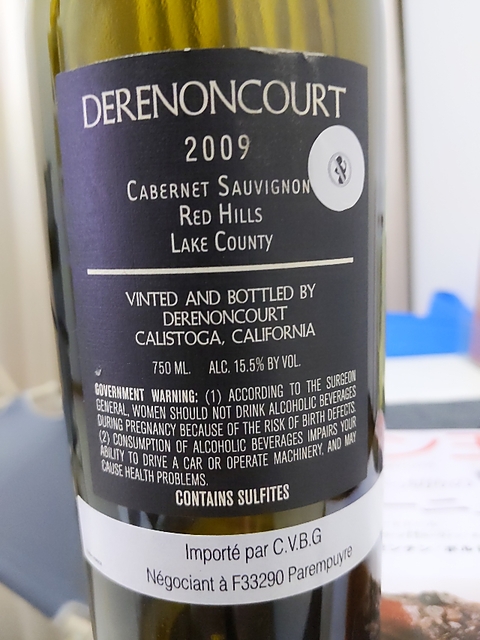 DERENONCOURT
2009
CABERNET SAUVIGNON
RED HILLS
LAKE COUNTY
VINTED AND BOTTLED BY
DERENONCOURT
CALISTOGA, CALIFORNIA
750 ML. ALC. 15.5% BY VOL.
GOVERNMENT WARNING: (1) ACCORDING TO THE SURGEON
GENERAL, WOMEN SHOULD NOT DRINK ALCOHOLIC BEVERAGES
DURING PREGNANCY BECAUSE OF THE RISK OF BIRTH DEFECTS.
(2) CONSUMPTION OF ALCOHOLIC BEVERAGES IMPAIRS YOUR
ABILITY TO DRIVE A CAR OR OPERATE MACHINERY, AND MAY
CAUSE HEALTH PROBLEMS.
CONTAINS SULFITES
Importé par C.V.B.G
Négociant à F33290 Parempuyre